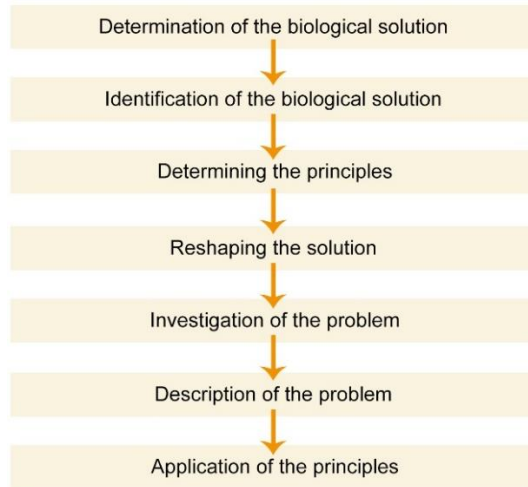 Determination of the biological solution
Identification of the biological solution
Determining the principles
Reshaping the solution
Investigation of the problem
Description of the problem
Application of the principles